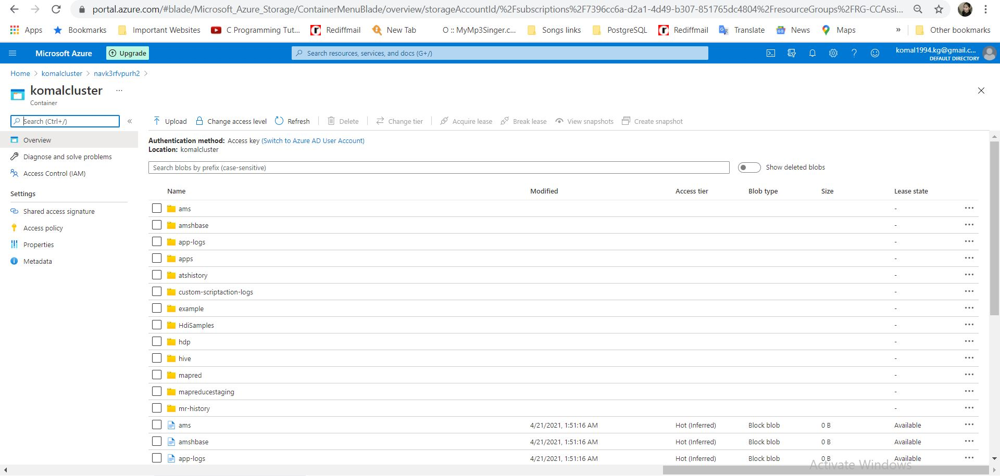 portal.azure.com/#blade/Microsoft_Azure_Storage/ContainerMenuBlade/overview/storageAccountId/%2Fsubscriptions%2F7396cc6a-d2a1-4d49-b307-851765dc4804%2FresourceGroups%2FRG-CCAssi...
Apps Bookmarks Important Websites C Programming Tut... Rediffmail New Tab O :: MyMp3Singer.c... Songs links PostgreSQL Rediffmail Translate News Maps » Other bookmarks
Microsoft Azure Upgrade Search resources, services, and docs (G+/) komal1994.kg@gmail.c...
DEFAULT DIRECTORY
Home > komalcluster > navk3rfvpurh2 >
komalcluster ...
Container
Search (Ctrl+/) « Upload Change access level Refresh Delete Change tier Acquire lease Break lease View snapshots Create snapshot
Overview
Diagnose and solve problems
Access Control (IAM)
Settings
Shared access signature
Access policy
Properties
Metadata
Authentication method: Access key (Switch to Azure AD User Account)
Location: komalcluster
Search blobs by prefix (case-sensitive) Show deleted blobs
Name Modified Access tier Blob type Size Lease state
ams - ...
amshbase - ...
app-logs - ...
apps - ...
atshistory - ...
custom-scriptaction-logs - ...
example - ...
HdiSamples - ...
hdp - ...
hive - ...
mapred - ...
mapreducestaging - ...
mr-history - ...
ams 4/21/2021, 1:51:16 AM Hot (Inferred) Block blob 0 B Available ...
amshbase 4/21/2021, 1:51:16 AM Hot (Inferred) Block blob 0 B Available ...
app-logs 4/21/2021, 1:51:16 AM Hot (Inferred) Block blob 0 B Available ...
Activate Windows